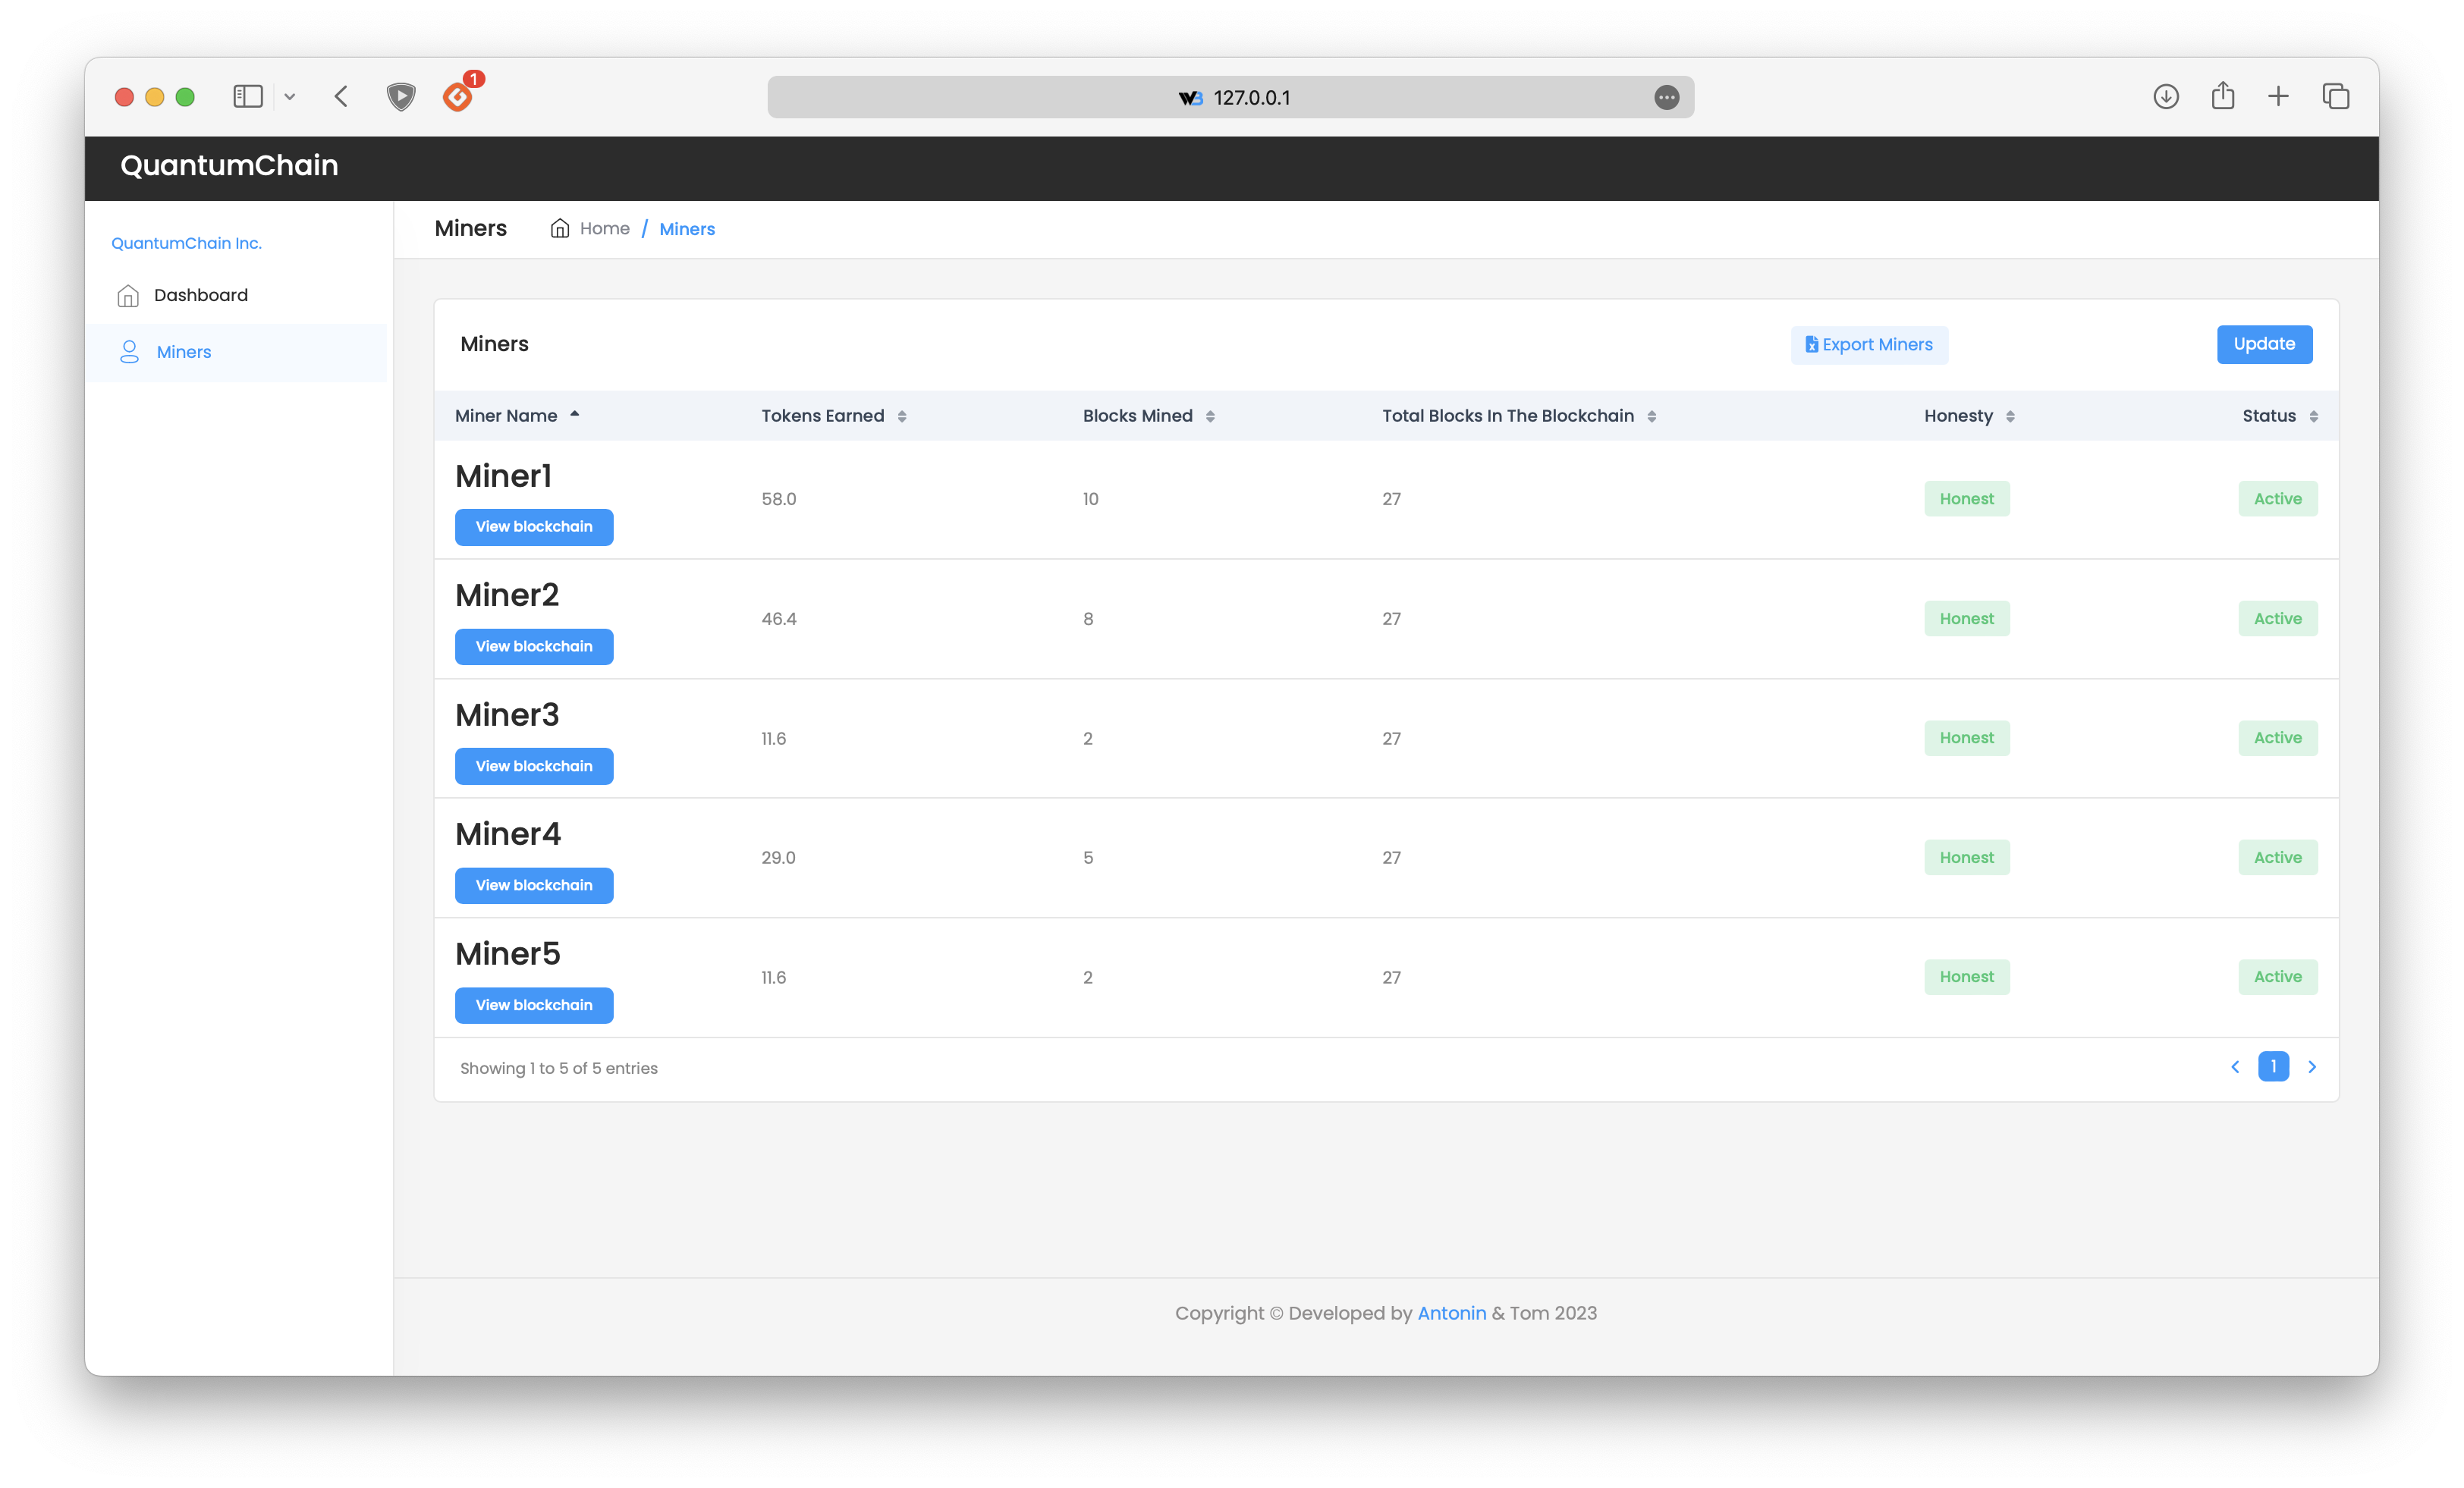 1
127.0.0.1
QuantumChain
QuantumChain Inc.
Dashboard
Miners
Miners Home / Miners
Miners Export Miners Update
Miner Name Tokens Earned Blocks Mined Total Blocks In The Blockchain Honesty Status
Miner1
View blockchain
58.0 10 27 Honest Active
Miner2
View blockchain
46.4 8 27 Honest Active
Miner3
View blockchain
11.6 2 27 Honest Active
Miner4
View blockchain
29.0 5 27 Honest Active
Miner5
View blockchain
11.6 2 27 Honest Active
Showing 1 to 5 of 5 entries
1
Copyright © Developed by Antonin & Tom 2023